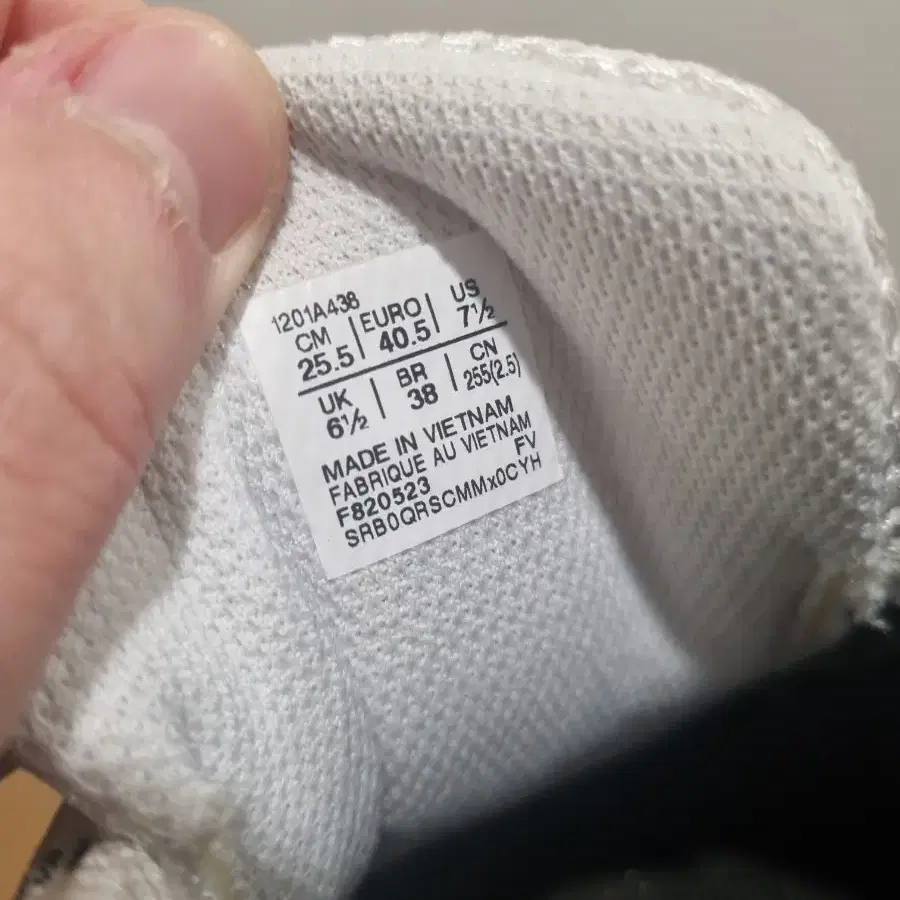 1201A438
CM | EURO | US
25.5 | 40.5 | 7½
UK | BR | CN
6½ | 38 | 255(2.5)
MADE IN VIETNAM
FABRIQUE AU VIETNAM
F820523 FV
SRB0QRSCMMx0CYH